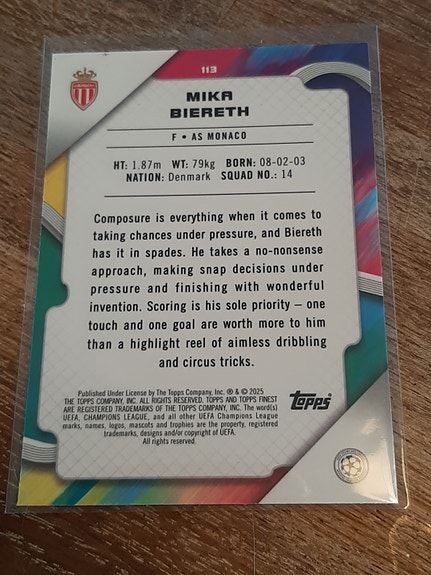 113
MIKA
BIERETH
F • AS MONACO
HT: 1.87m WT: 79kg BORN: 08-02-03
NATION: Denmark SQUAD NO.: 14
Composure is everything when it comes to
taking chances under pressure, and Biereth
has it in spades. He takes a no-nonsense
approach, making snap decisions under
pressure and finishing with wonderful
invention. Scoring is his sole priority – one
touch and one goal are worth more to him
than a highlight reel of aimless dribbling
and circus tricks.
Published Under License by The Topps Company, Inc. ® & © 2025
THE TOPPS COMPANY, INC. ALL RIGHTS RESERVED. TOPPS AND TOPPS FINEST
ARE REGISTERED TRADEMARKS OF THE TOPPS COMPANY, INC. The word(s)
UEFA, CHAMPIONS LEAGUE, and all other UEFA Champions League
marks, names, logos, mascots and trophies are the property, registered
trademarks, designs and/or copyright of UEFA.
All rights reserved.
Topps